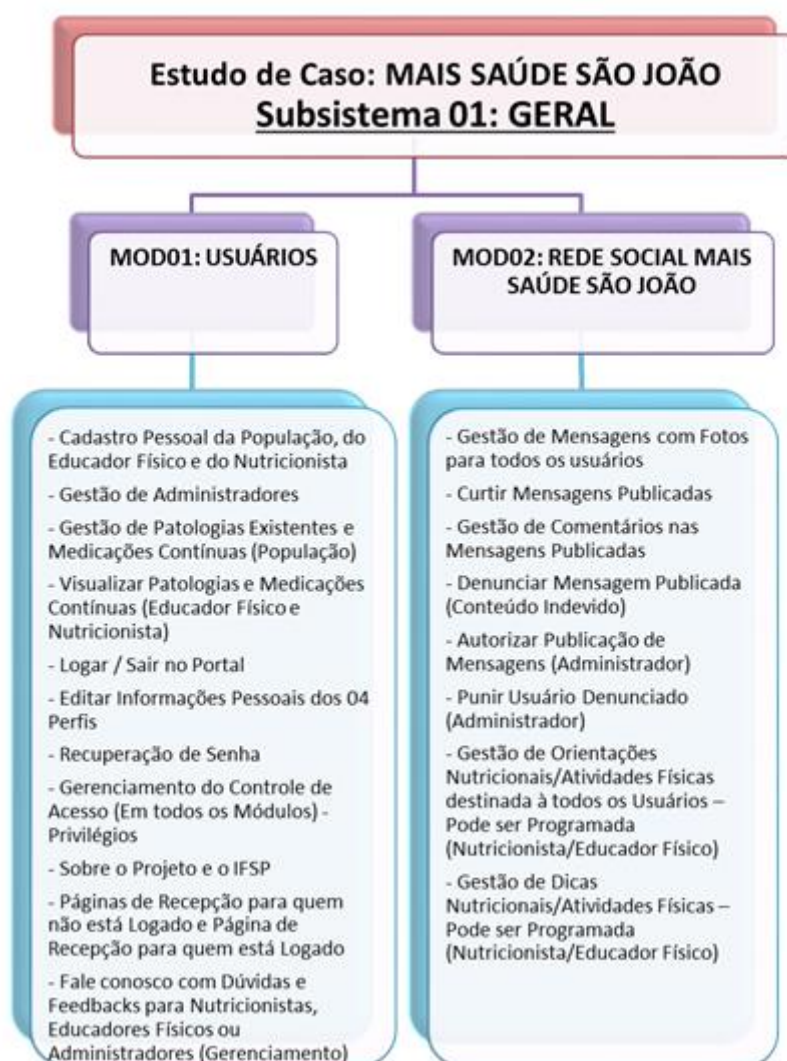 Estudo de Caso: MAIS SAÚDE SÃO JOÃO
Subsistema 01: GERAL
MOD01: USUÁRIOS
- Cadastro Pessoal da População, do
Educador Físico e do Nutricionista
- Gestão de Administradores
- Gestão de Patologias Existentes e
Medicações Contínuas (População)
- Visualizar Patologias e Medicações
Contínuas (Educador Físico e
Nutricionista)
- Logar / Sair no Portal
- Editar Informações Pessoais dos 04
Perfis
- Recuperação de Senha
- Gerenciamento do Controle de
Acesso (Em todos os Módulos) -
Privilégios
- Sobre o Projeto e o IFSP
- Páginas de Recepção para quem
não está Logado e Página de
Recepção para quem está Logado
- Fale conosco com Dúvidas e
Feedbacks para Nutricionistas,
Educadores Físicos ou
Administradores (Gerenciamento)
MOD02: REDE SOCIAL MAIS
SAÚDE SÃO JOÃO
- Gestão de Mensagens com Fotos
para todos os usuários
- Curtir Mensagens Publicadas
- Gestão de Comentários nas
Mensagens Publicadas
- Denunciar Mensagem Publicada
(Conteúdo Indevido)
- Autorizar Publicação de
Mensagens (Administrador)
- Punir Usuário Denunciado
(Administrador)
- Gestão de Orientações
Nutricionais/Atividades Físicas
destinada à todos os Usuários –
Pode ser Programada
(Nutricionista/Educador Físico)
- Gestão de Dicas
Nutricionais/Atividades Físicas –
Pode ser Programada
(Nutricionista/Educador Físico)